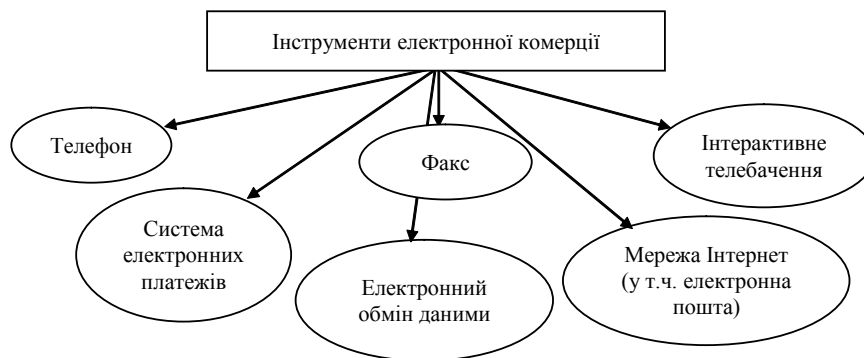 Інструменти електронної комерції
Телефон
Факс
Інтерактивне
телебачення
Система
електронних
платежів
Електронний
обмін даними
Мережа Інтернет
(у т.ч. електронна
пошта)